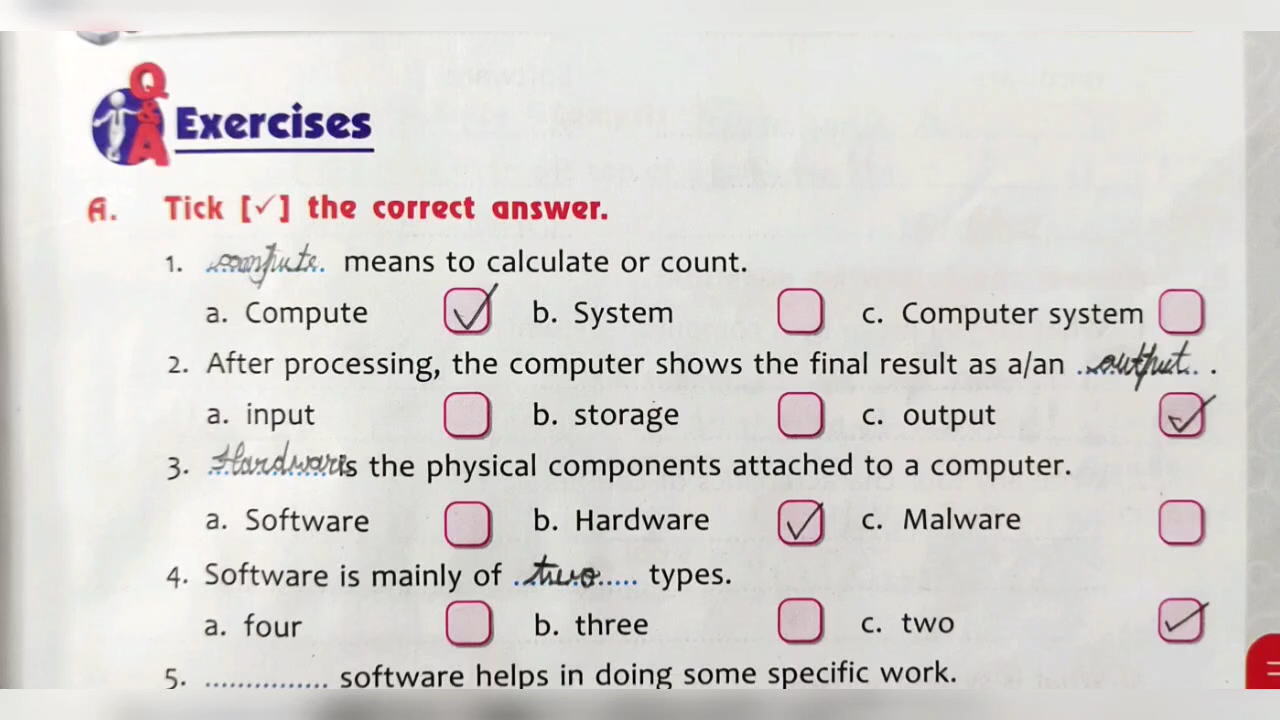 Q&A Exercises
A. Tick [✓] the correct answer.
1. compute means to calculate or count.
a. Compute ✓ b. System c. Computer system
2. After processing, the computer shows the final result as a/an output.
a. input b. storage c. output ✓
3. Hardware is the physical components attached to a computer.
a. Software b. Hardware ✓ c. Malware
4. Software is mainly of two types.
a. four b. three c. two ✓
5. ............... software helps in doing some specific work.